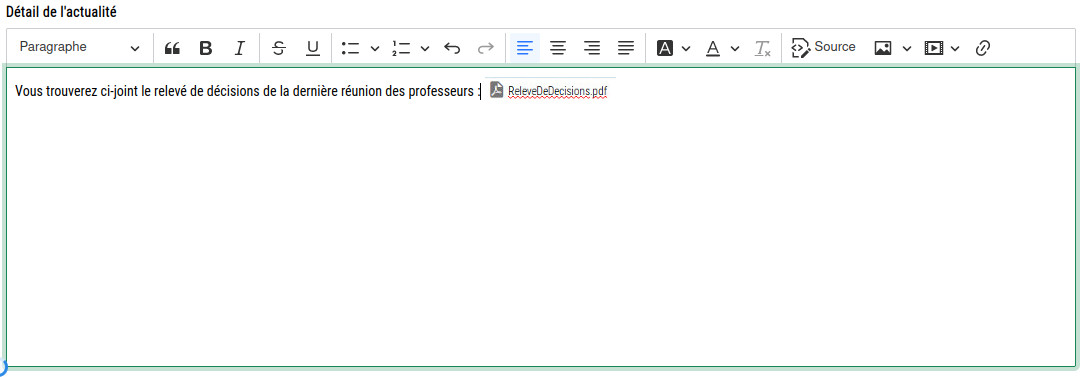 Détail de l'actualité
Paragraphe B I S U A A Tx Source
Vous trouverez ci-joint le relevé de décisions de la dernière réunion des professeurs : ReleveDeDecisions.pdf